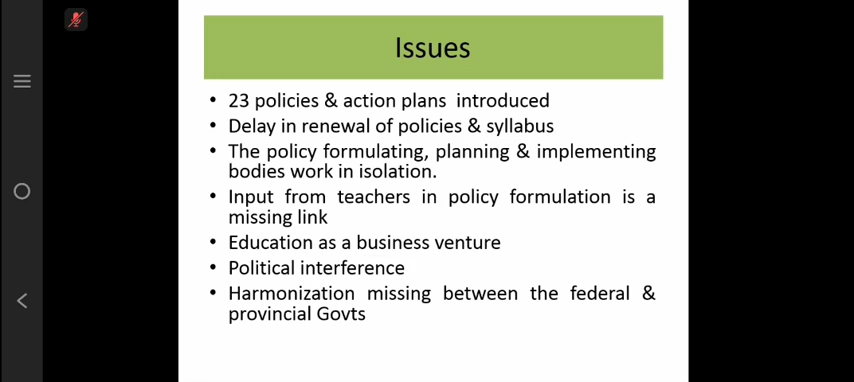 Issues
• 23 policies & action plans introduced
• Delay in renewal of policies & syllabus
• The policy formulating, planning & implementing
bodies work in isolation.
• Input from teachers in policy formulation is a
missing link
• Education as a business venture
• Political interference
• Harmonization missing between the federal &
provincial Govts